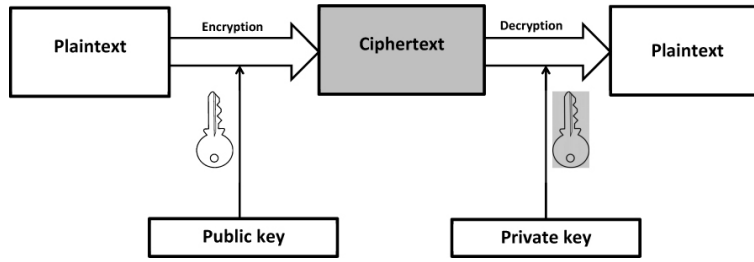 Plaintext
Encryption
Ciphertext
Decryption
Plaintext
Public key
Private key